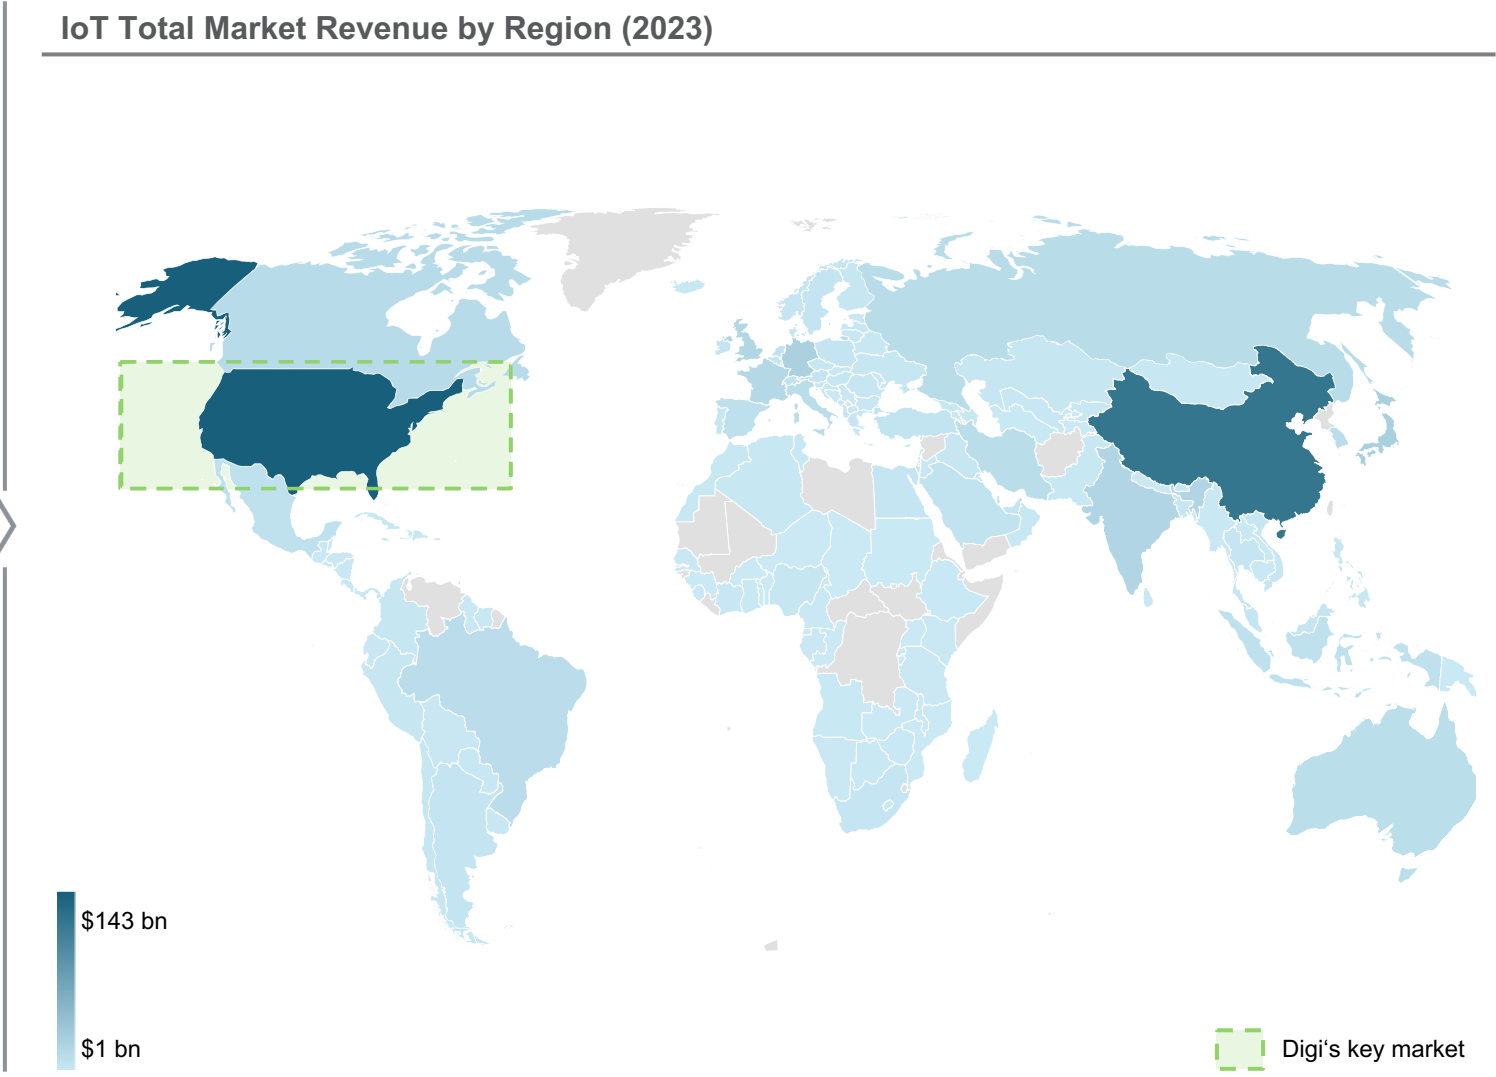 IoT Total Market Revenue by Region (2023)
$143 bn
$1 bn
Digi‘s key market